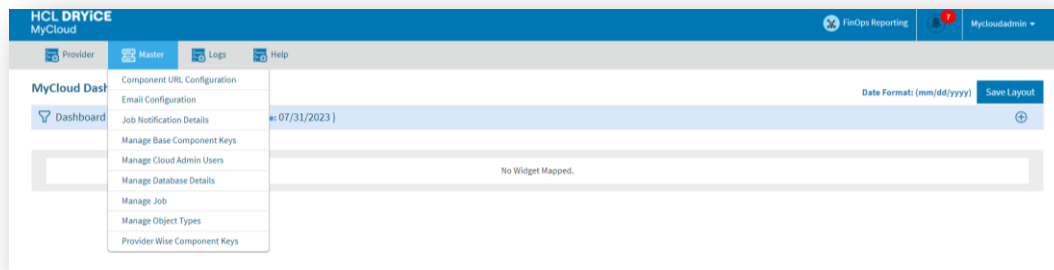 HCL DRYiCE
MyCloud
FinOps Reporting
7
Mycloudadmin
Provider
Master
Logs
Help
MyCloud Dash
Date Format: (mm/dd/yyyy)
Save Layout
Component URL Configuration
Email Configuration
Dashboard
e: 07/31/2023 }
Job Notification Details
Manage Base Component Keys
Manage Cloud Admin Users
No Widget Mapped.
Manage Database Details
Manage Job
Manage Object Types
Provider Wise Component Keys